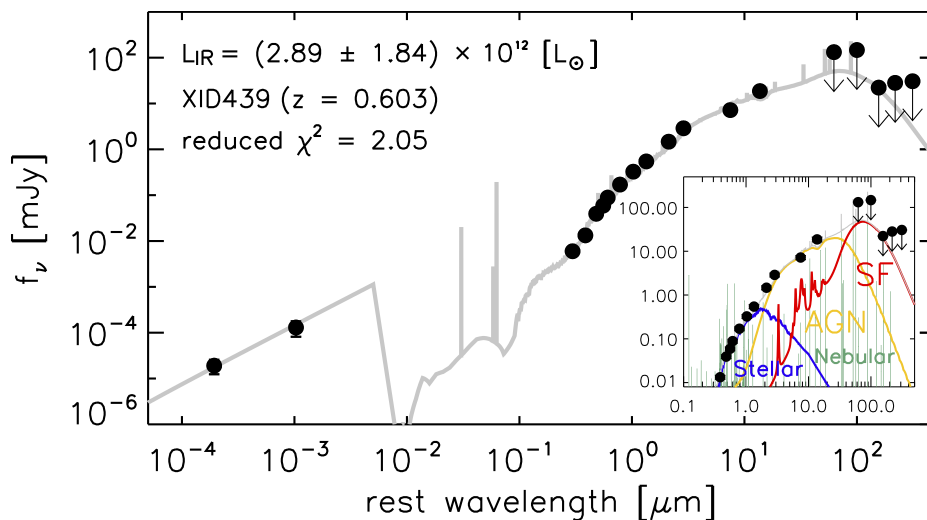 L_IR = (2.89 ± 1.84) × 10^12 [L_⊙]
XID439 (z = 0.603)
reduced χ^2 = 2.05
f_ν [mJy]
10^2
10^0
10^-2
10^-4
10^-6
10^-4
10^-3
10^-2
10^-1
10^0
10^1
10^2
rest wavelength [μm]
100.00
10.00
1.00
0.10
0.01
0.1
1.0
10.0
100.0
SF
AGN
Nebular
Stellar